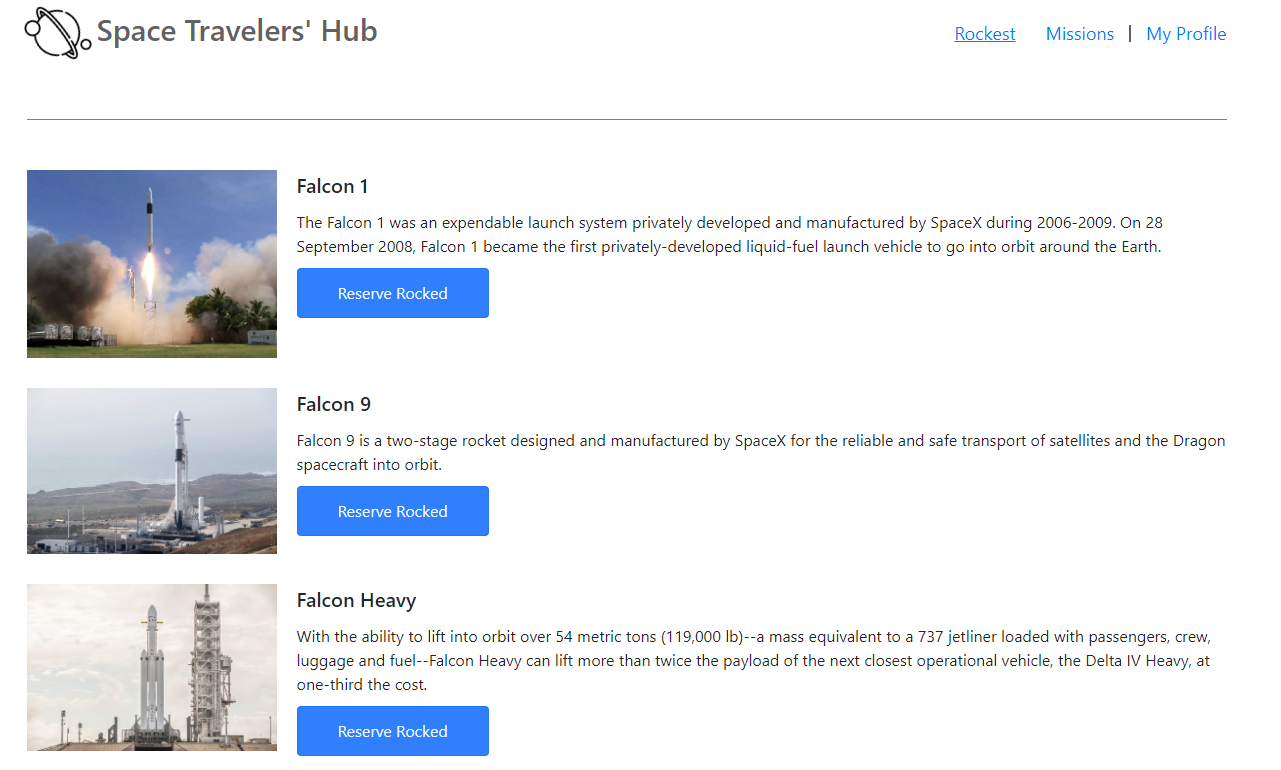 Space Travelers' Hub
Rockest Missions | My Profile
Falcon 1
The Falcon 1 was an expendable launch system privately developed and manufactured by SpaceX during 2006-2009. On 28
September 2008, Falcon 1 became the first privately-developed liquid-fuel launch vehicle to go into orbit around the Earth.
Reserve Rocked
Falcon 9
Falcon 9 is a two-stage rocket designed and manufactured by SpaceX for the reliable and safe transport of satellites and the Dragon
spacecraft into orbit.
Reserve Rocked
Falcon Heavy
With the ability to lift into orbit over 54 metric tons (119,000 lb)--a mass equivalent to a 737 jetliner loaded with passengers, crew,
luggage and fuel--Falcon Heavy can lift more than twice the payload of the next closest operational vehicle, the Delta IV Heavy, at
one-third the cost.
Reserve Rocked